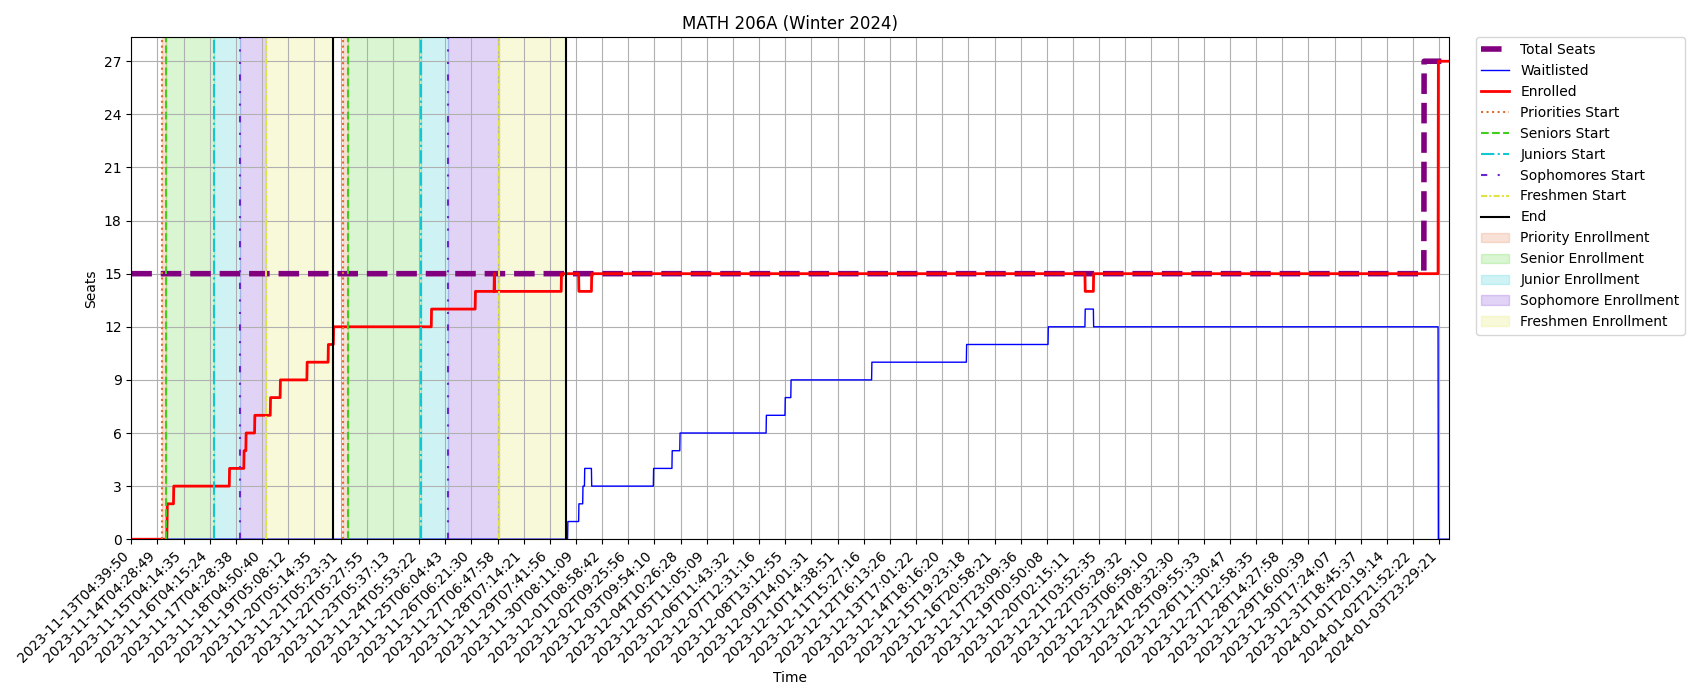 MATH 206A (Winter 2024)
Seats
27
24
21
18
15
12
9
6
3
0
2023-11-13T04:39:50
2023-11-14T04:28:49
2023-11-15T04:14:35
2023-11-16T04:15:24
2023-11-17T04:28:38
2023-11-18T04:50:40
2023-11-19T05:08:12
2023-11-20T05:14:35
2023-11-21T05:23:31
2023-11-22T05:27:55
2023-11-23T05:37:13
2023-11-24T05:53:22
2023-11-25T06:04:43
2023-11-26T06:21:30
2023-11-27T06:47:58
2023-11-28T07:14:21
2023-11-29T07:41:56
2023-11-30T08:11:09
2023-12-01T08:58:42
2023-12-02T09:25:56
2023-12-03T09:54:10
2023-12-04T10:26:28
2023-12-05T11:05:09
2023-12-06T11:43:32
2023-12-07T12:31:16
2023-12-08T13:12:55
2023-12-09T14:01:31
2023-12-10T14:38:51
2023-12-11T15:27:16
2023-12-12T16:13:26
2023-12-13T17:01:22
2023-12-14T18:16:20
2023-12-15T19:23:18
2023-12-16T20:58:21
2023-12-17T23:09:36
2023-12-19T00:50:08
2023-12-20T02:15:11
2023-12-21T03:52:35
2023-12-22T05:29:32
2023-12-23T06:59:10
2023-12-24T08:32:30
2023-12-25T09:55:33
2023-12-26T11:30:47
2023-12-27T12:58:35
2023-12-28T14:27:58
2023-12-29T16:00:39
2023-12-30T17:24:07
2023-12-31T18:45:37
2024-01-01T20:19:14
2024-01-02T21:52:22
2024-01-03T23:29:21
Time
Total Seats
Waitlisted
Enrolled
Priorities Start
Seniors Start
Juniors Start
Sophomores Start
Freshmen Start
End
Priority Enrollment
Senior Enrollment
Junior Enrollment
Sophomore Enrollment
Freshmen Enrollment